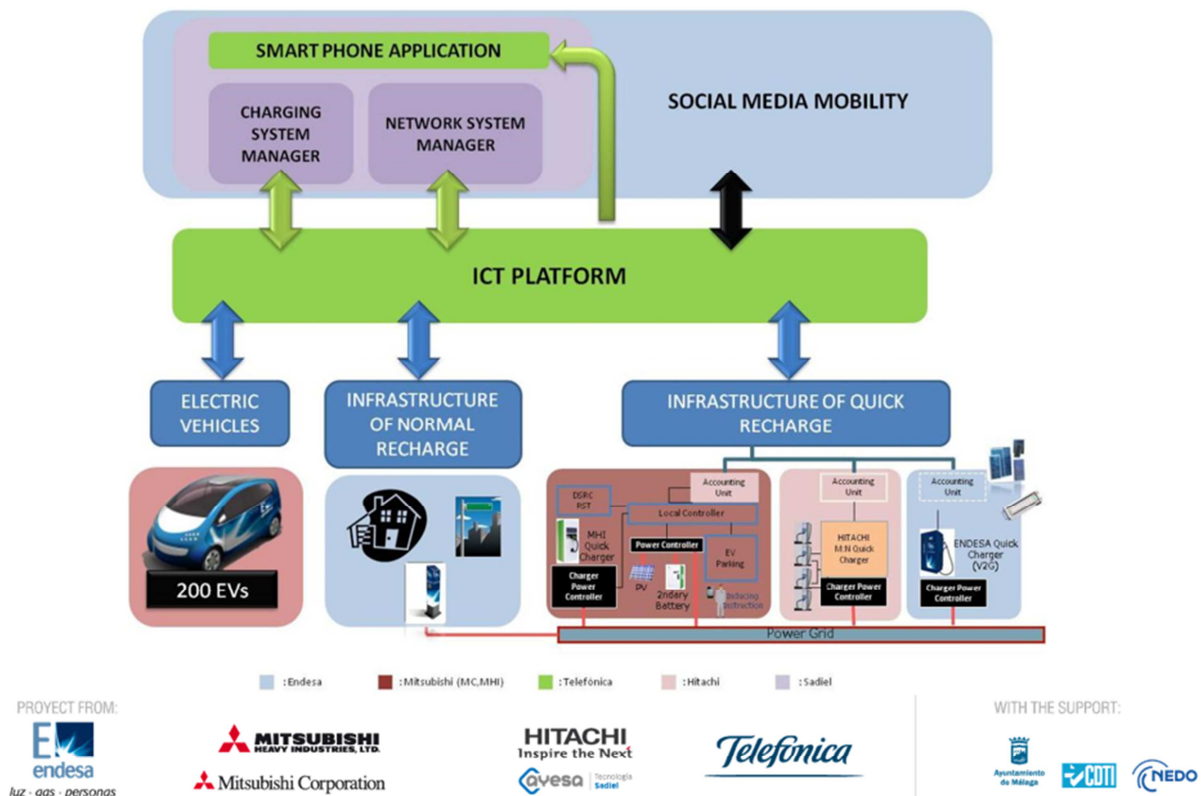 SMART PHONE APPLICATION
CHARGING
SYSTEM
MANAGER
NETWORK SYSTEM
MANAGER
SOCIAL MEDIA MOBILITY
ICT PLATFORM
ELECTRIC
VEHICLES
INFRASTRUCTURE
OF NORMAL
RECHARGE
INFRASTRUCTURE OF QUICK
RECHARGE
200 EVs
Accounting
Unit
DSRC
RST
Local Controller
MHI
Quick
Charger
Power Controller
EV
Parking
Charger
Power
Controller
PV
2ndary
Battery
Inducing
Instruction
Accounting
Unit
HITACHI
M:N Quick
Charger
Charger Power
Controller
Accounting
Unit
ENDESA Quick
Charger
(V2G)
Charger Power
Controller
Power Grid
: Endesa
: Mitsubishi (MC,MHI)
: Telefónica
: Hitachi
: Sadiel
PROYECT FROM:
endesa
luz · gas · personas
MITSUBISHI
HEAVY INDUSTRIES, LTD.
Mitsubishi Corporation
HITACHI
Inspire the Next
ayesa
Tecnología
Sadiel
Telefónica
WITH THE SUPPORT:
Ayuntamiento
de Málaga
CDTI
NEDO